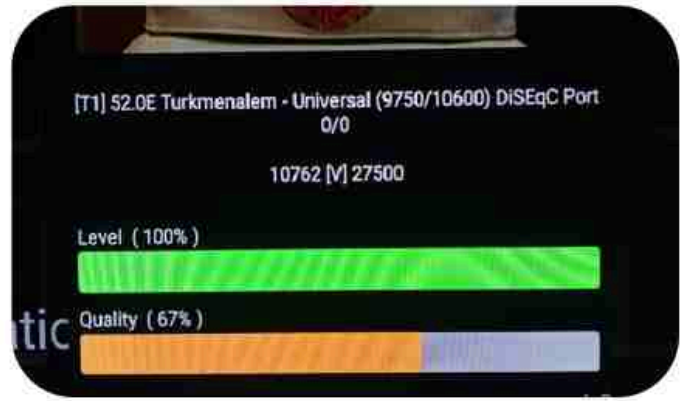 [T1] 52.0E Turkmenalem - Universal (9750/10600) DiSEqC Port
0/0
10762 [V] 27500
Level ( 100% )
Quality ( 67% )
tic